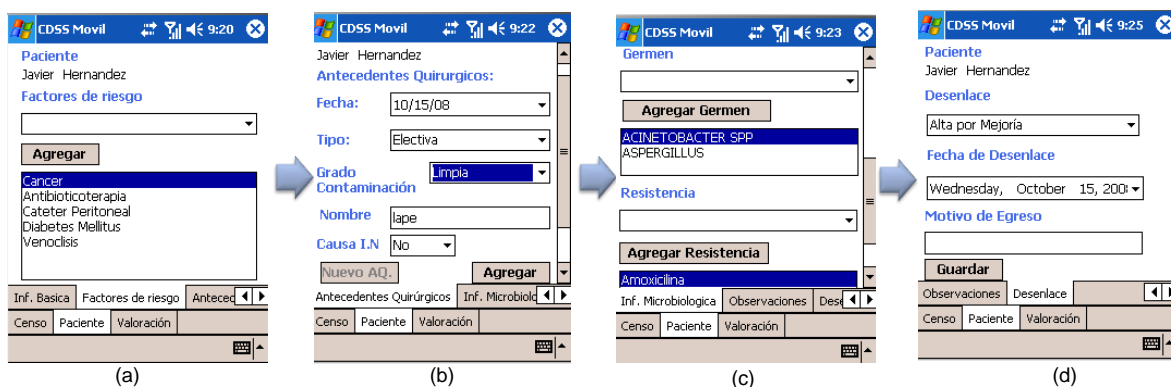 CDSS Movil 9:20
Paciente
Javier Hernandez
Factores de riesgo
Agregar
Cancer
Antibioticoterapia
Cateter Peritoneal
Diabetes Mellitus
Venoclisis
Inf. Basica Factores de riesgo Antecec
Censo Paciente Valoración
(a)
CDSS Movil 9:22
Javier Hernandez
Antecedentes Quirurgicos:
Fecha: 10/15/08
Tipo: Electiva
Grado Contaminación Limpia
Nombre lape
Causa I.N No
Nuevo AQ. Agregar
Antecedentes Quirúrgicos Inf. Microbiolc
Censo Paciente Valoración
(b)
CDSS Movil 9:23
Germen
Agregar Germen
ACINETOBACTER SPP
ASPERGILLUS
Resistencia
Agregar Resistencia
Amoxicilina
Inf. Microbiologica Observaciones Dese
Censo Paciente Valoración
(c)
CDSS Movil 9:25
Paciente
Javier Hernandez
Desenlace
Alta por Mejoría
Fecha de Desenlace
Wednesday, October 15, 200
Motivo de Egreso
Guardar
Observaciones Desenlace
Censo Paciente Valoración
(d)